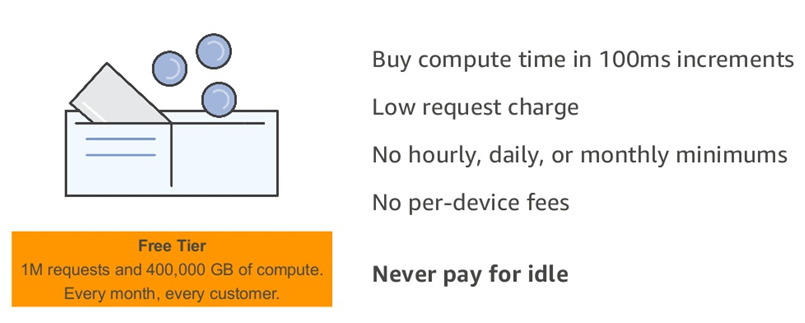 Buy compute time in 100ms increments
Low request charge
No hourly, daily, or monthly minimums
No per-device fees
Never pay for idle
Free Tier
1M requests and 400,000 GB of compute.
Every month, every customer.